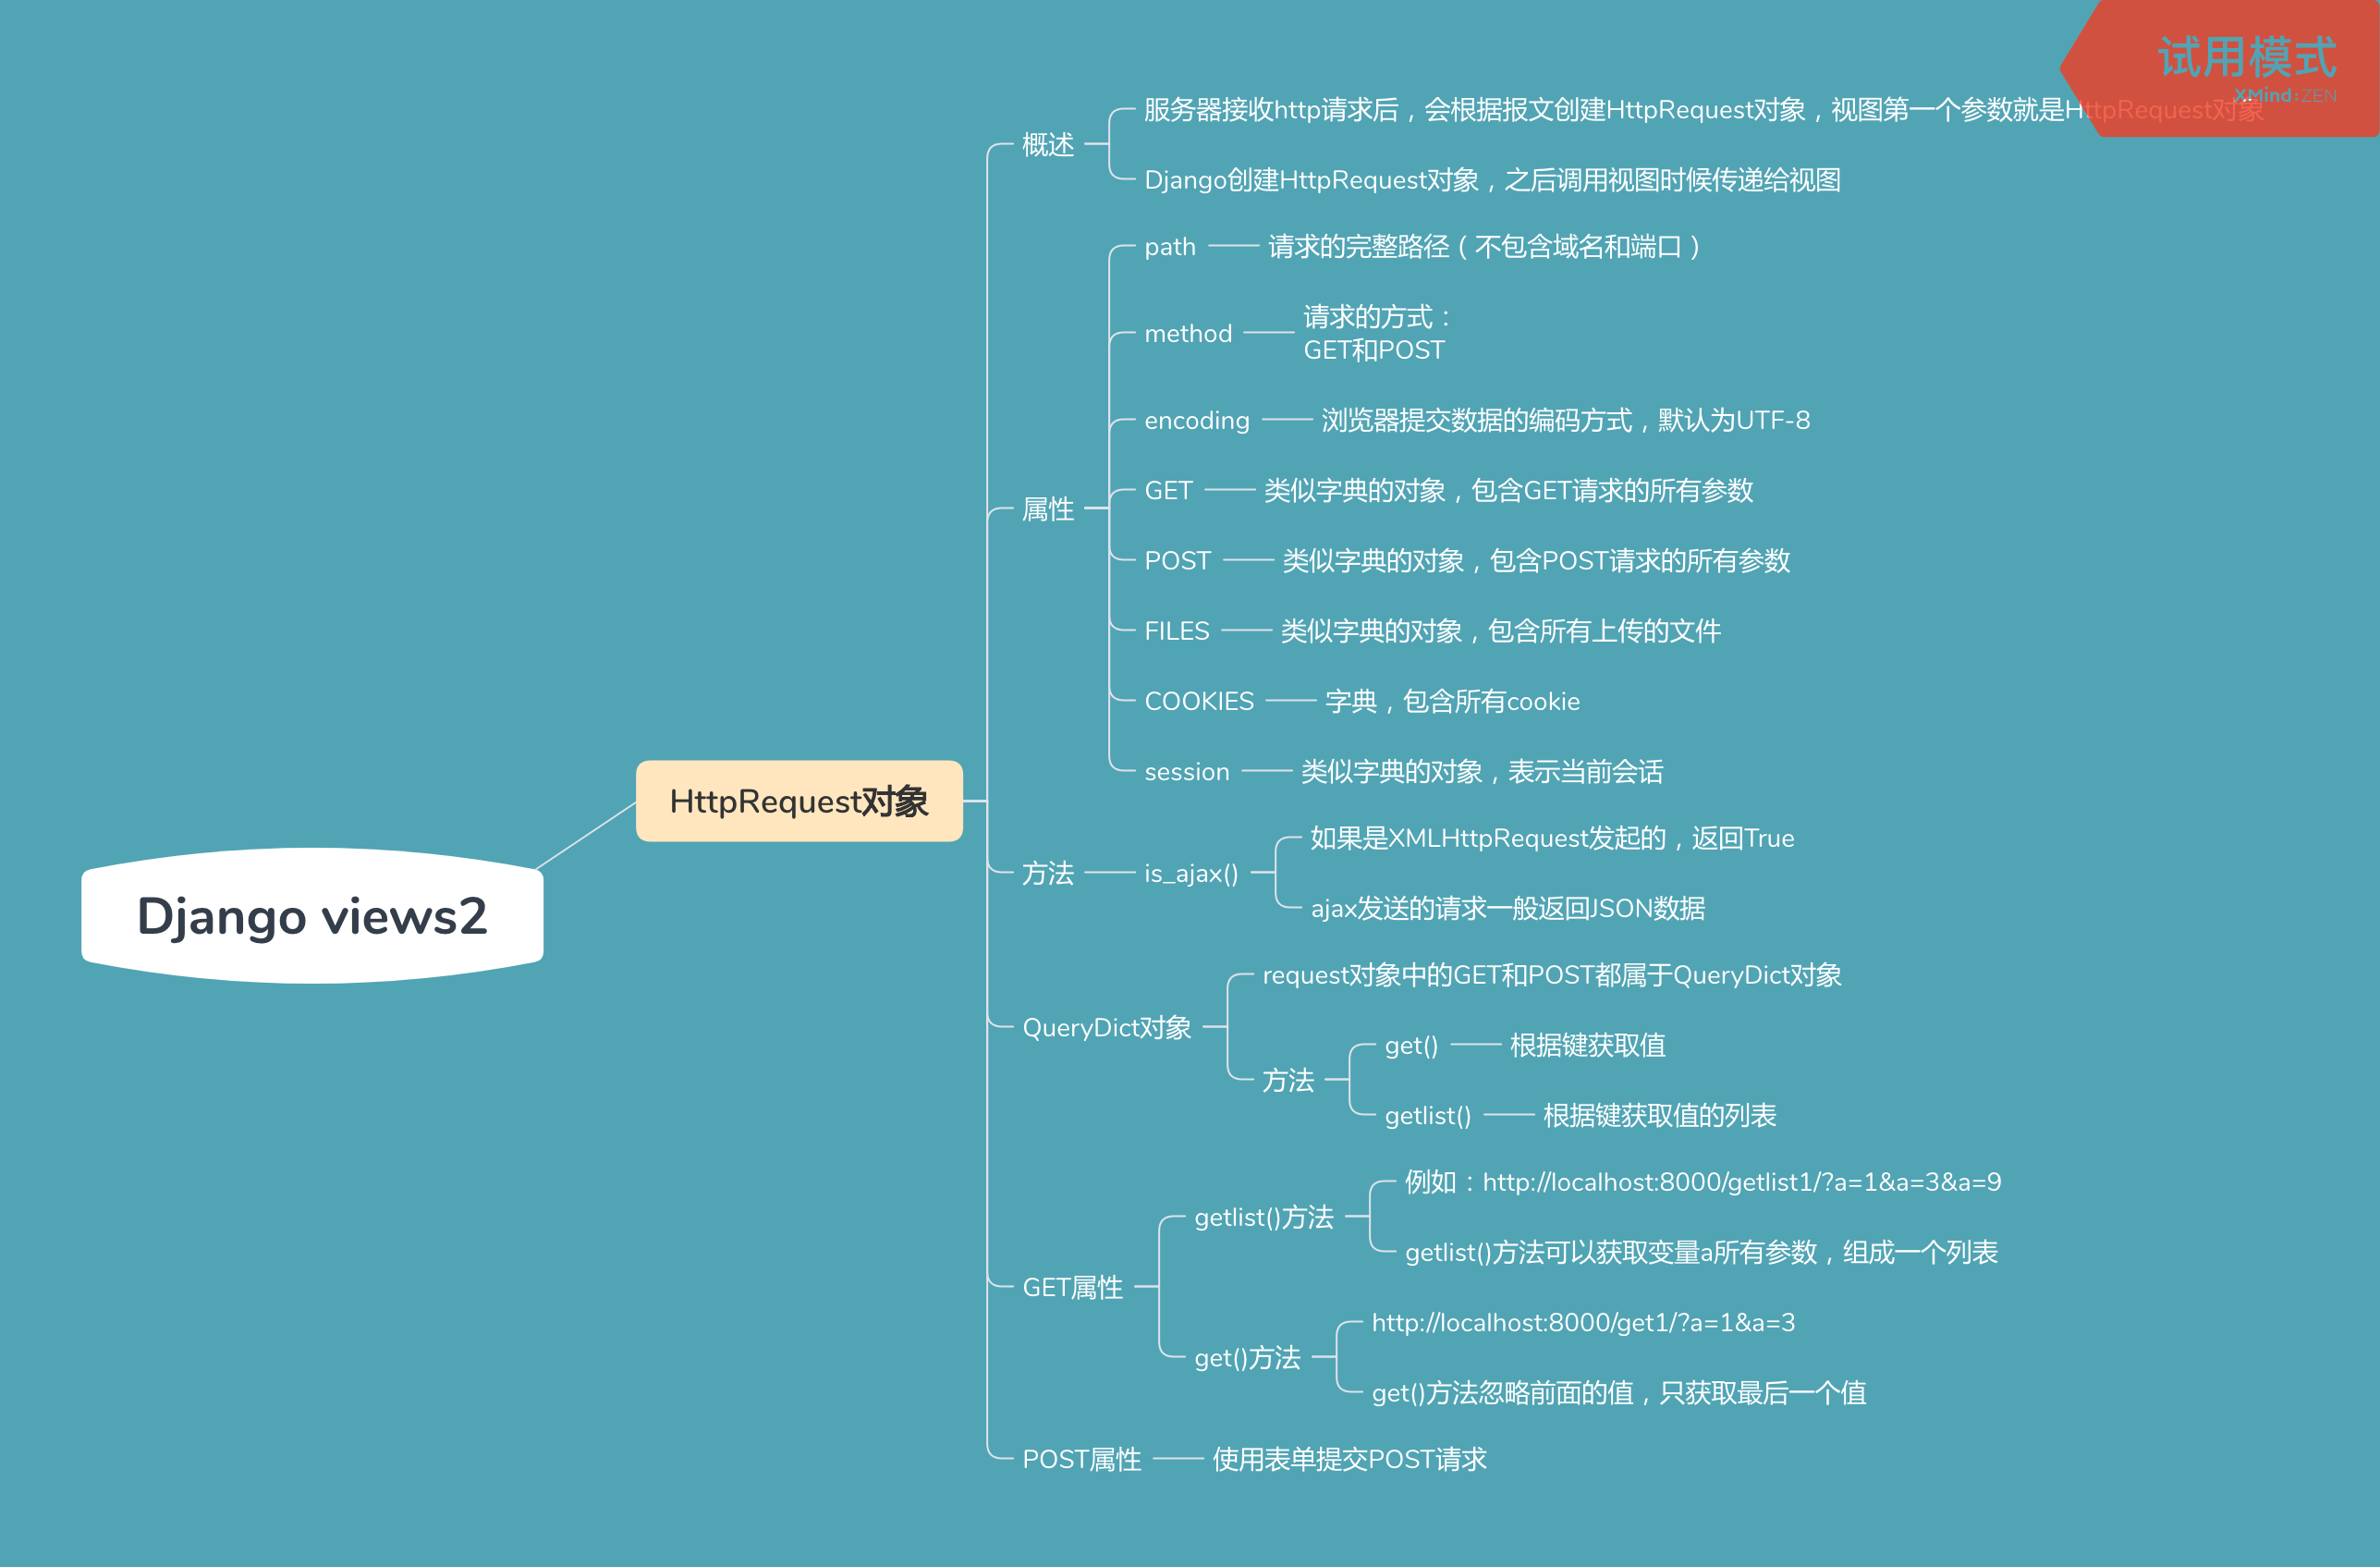 试用模式
XMind:ZEN
Django views2
HttpRequest对象
概述
服务器接收http请求后，会根据报文创建HttpRequest对象，视图第一个参数就是HttpRequest对象
Django创建HttpRequest对象，之后调用视图时候传递给视图
属性
path
请求的完整路径（不包含域名和端口）
method
请求的方式：
GET和POST
encoding
浏览器提交数据的编码方式，默认为UTF-8
GET
类似字典的对象，包含GET请求的所有参数
POST
类似字典的对象，包含POST请求的所有参数
FILES
类似字典的对象，包含所有上传的文件
COOKIES
字典，包含所有cookie
session
类似字典的对象，表示当前会话
方法
is_ajax()
如果是XMLHttpRequest发起的，返回True
ajax发送的请求一般返回JSON数据
QueryDict对象
request对象中的GET和POST都属于QueryDict对象
方法
get()
根据键获取值
getlist()
根据键获取值的列表
GET属性
getlist()方法
例如：http://localhost:8000/getlist1/?a=1&a=3&a=9
getlist()方法可以获取变量a所有参数，组成一个列表
get()方法
http://localhost:8000/get1/?a=1&a=3
get()方法忽略前面的值，只获取最后一个值
POST属性
使用表单提交POST请求